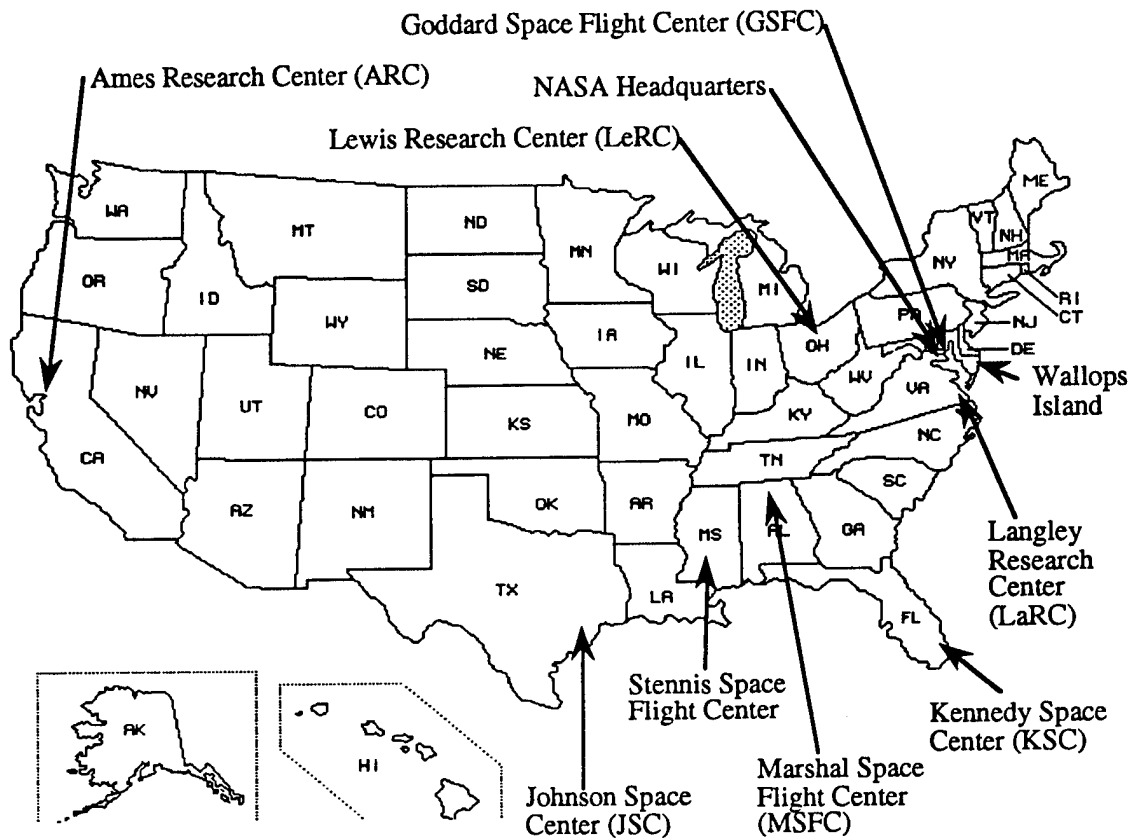 Goddard Space Flight Center (GSFC)
Ames Research Center (ARC)
NASA Headquarters
Lewis Research Center (LeRC)
WA
MT
ND
MN
ME
VT
NH
MA
NY
WI
MI
OR
ID
SD
RI
CT
WY
IA
PA
NJ
NE
OH
DE
IL
IN
WV
Wallops
Island
NV
UT
CO
KS
MO
KY
VA
CA
NC
TN
SC
AZ
NM
OK
AR
MS
AL
GA
Langley
Research
Center
(LaRC)
TX
LA
FL
Stennis Space
Flight Center
Kennedy Space
Center (KSC)
AK
HI
Marshal Space
Flight Center
(MSFC)
Johnson Space
Center (JSC)